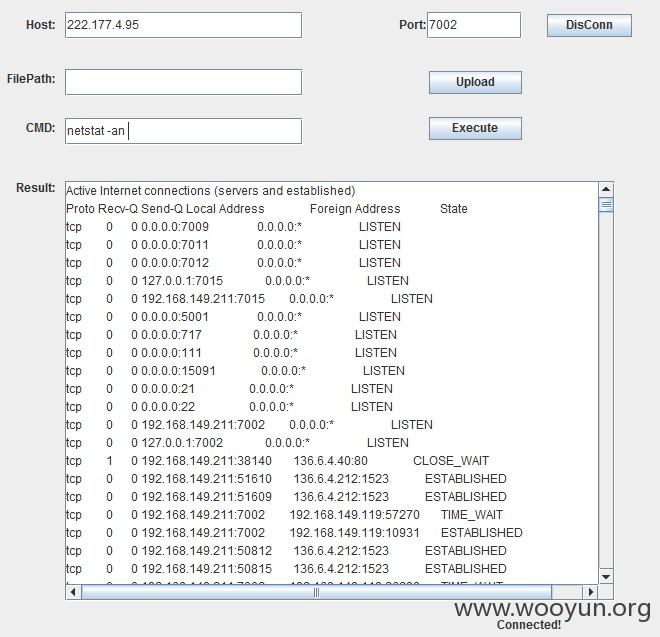 Host: 222.177.4.95 Port: 7002 DisConn
FilePath: Upload
CMD: netstat -an Execute
Result: Active Internet connections (servers and established)
Proto Recv-Q Send-Q Local Address Foreign Address State
tcp 0 0 0.0.0.0:7009 0.0.0.0:* LISTEN
tcp 0 0 0.0.0.0:7011 0.0.0.0:* LISTEN
tcp 0 0 0.0.0.0:7012 0.0.0.0:* LISTEN
tcp 0 0 127.0.0.1:7015 0.0.0.0:* LISTEN
tcp 0 0 192.168.149.211:7015 0.0.0.0:* LISTEN
tcp 0 0 0.0.0.0:5001 0.0.0.0:* LISTEN
tcp 0 0 0.0.0.0:717 0.0.0.0:* LISTEN
tcp 0 0 0.0.0.0:111 0.0.0.0:* LISTEN
tcp 0 0 0.0.0.0:15091 0.0.0.0:* LISTEN
tcp 0 0 0.0.0.0:21 0.0.0.0:* LISTEN
tcp 0 0 0.0.0.0:22 0.0.0.0:* LISTEN
tcp 0 0 192.168.149.211:7002 0.0.0.0:* LISTEN
tcp 0 0 127.0.0.1:7002 0.0.0.0:* LISTEN
tcp 1 0 192.168.149.211:38140 136.6.4.40:80 CLOSE_WAIT
tcp 0 0 192.168.149.211:51610 136.6.4.212:1523 ESTABLISHED
tcp 0 0 192.168.149.211:51609 136.6.4.212:1523 ESTABLISHED
tcp 0 0 192.168.149.211:7002 192.168.149.119:57270 TIME_WAIT
tcp 0 0 192.168.149.211:7002 192.168.149.119:10931 ESTABLISHED
tcp 0 0 192.168.149.211:50812 136.6.4.212:1523 ESTABLISHED
tcp 0 0 192.168.149.211:50815 136.6.4.212:1523 ESTABLISHED
www.wooyun.org
Connected!